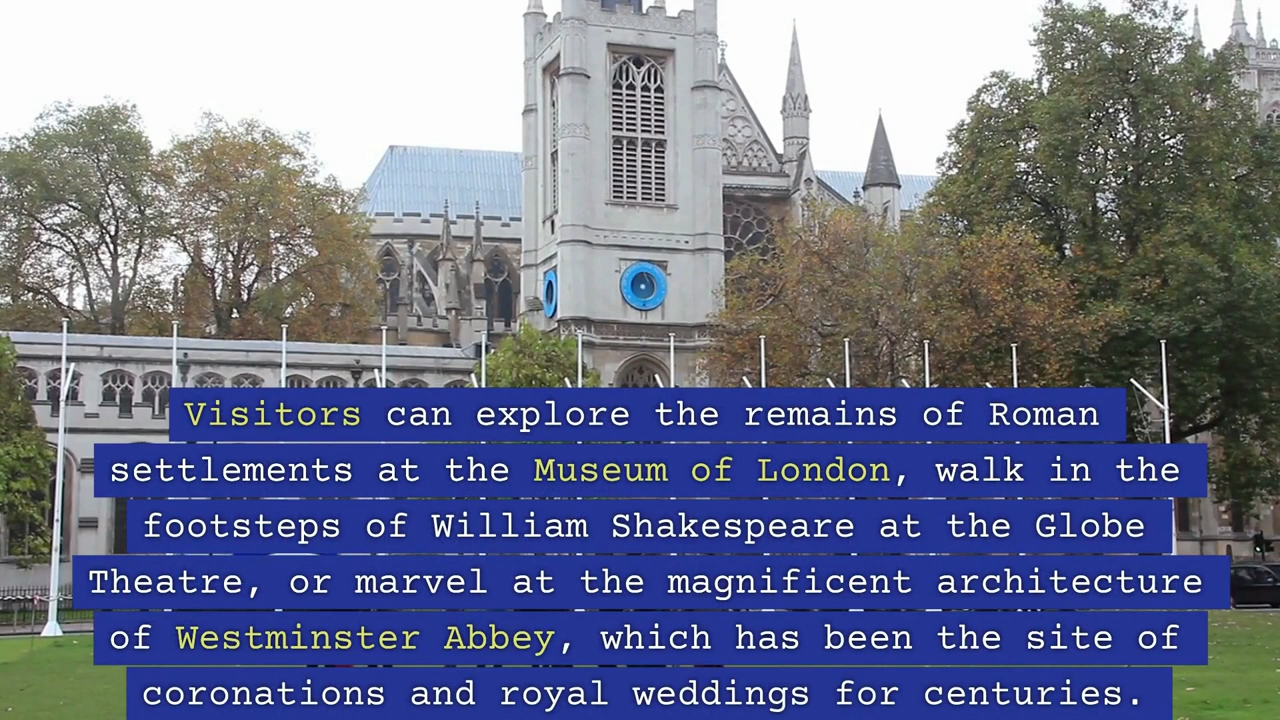 Visitors can explore the remains of Roman
settlements at the Museum of London, walk in the
footsteps of William Shakespeare at the Globe
Theatre, or marvel at the magnificent architecture
of Westminster Abbey, which has been the site of
coronations and royal weddings for centuries.